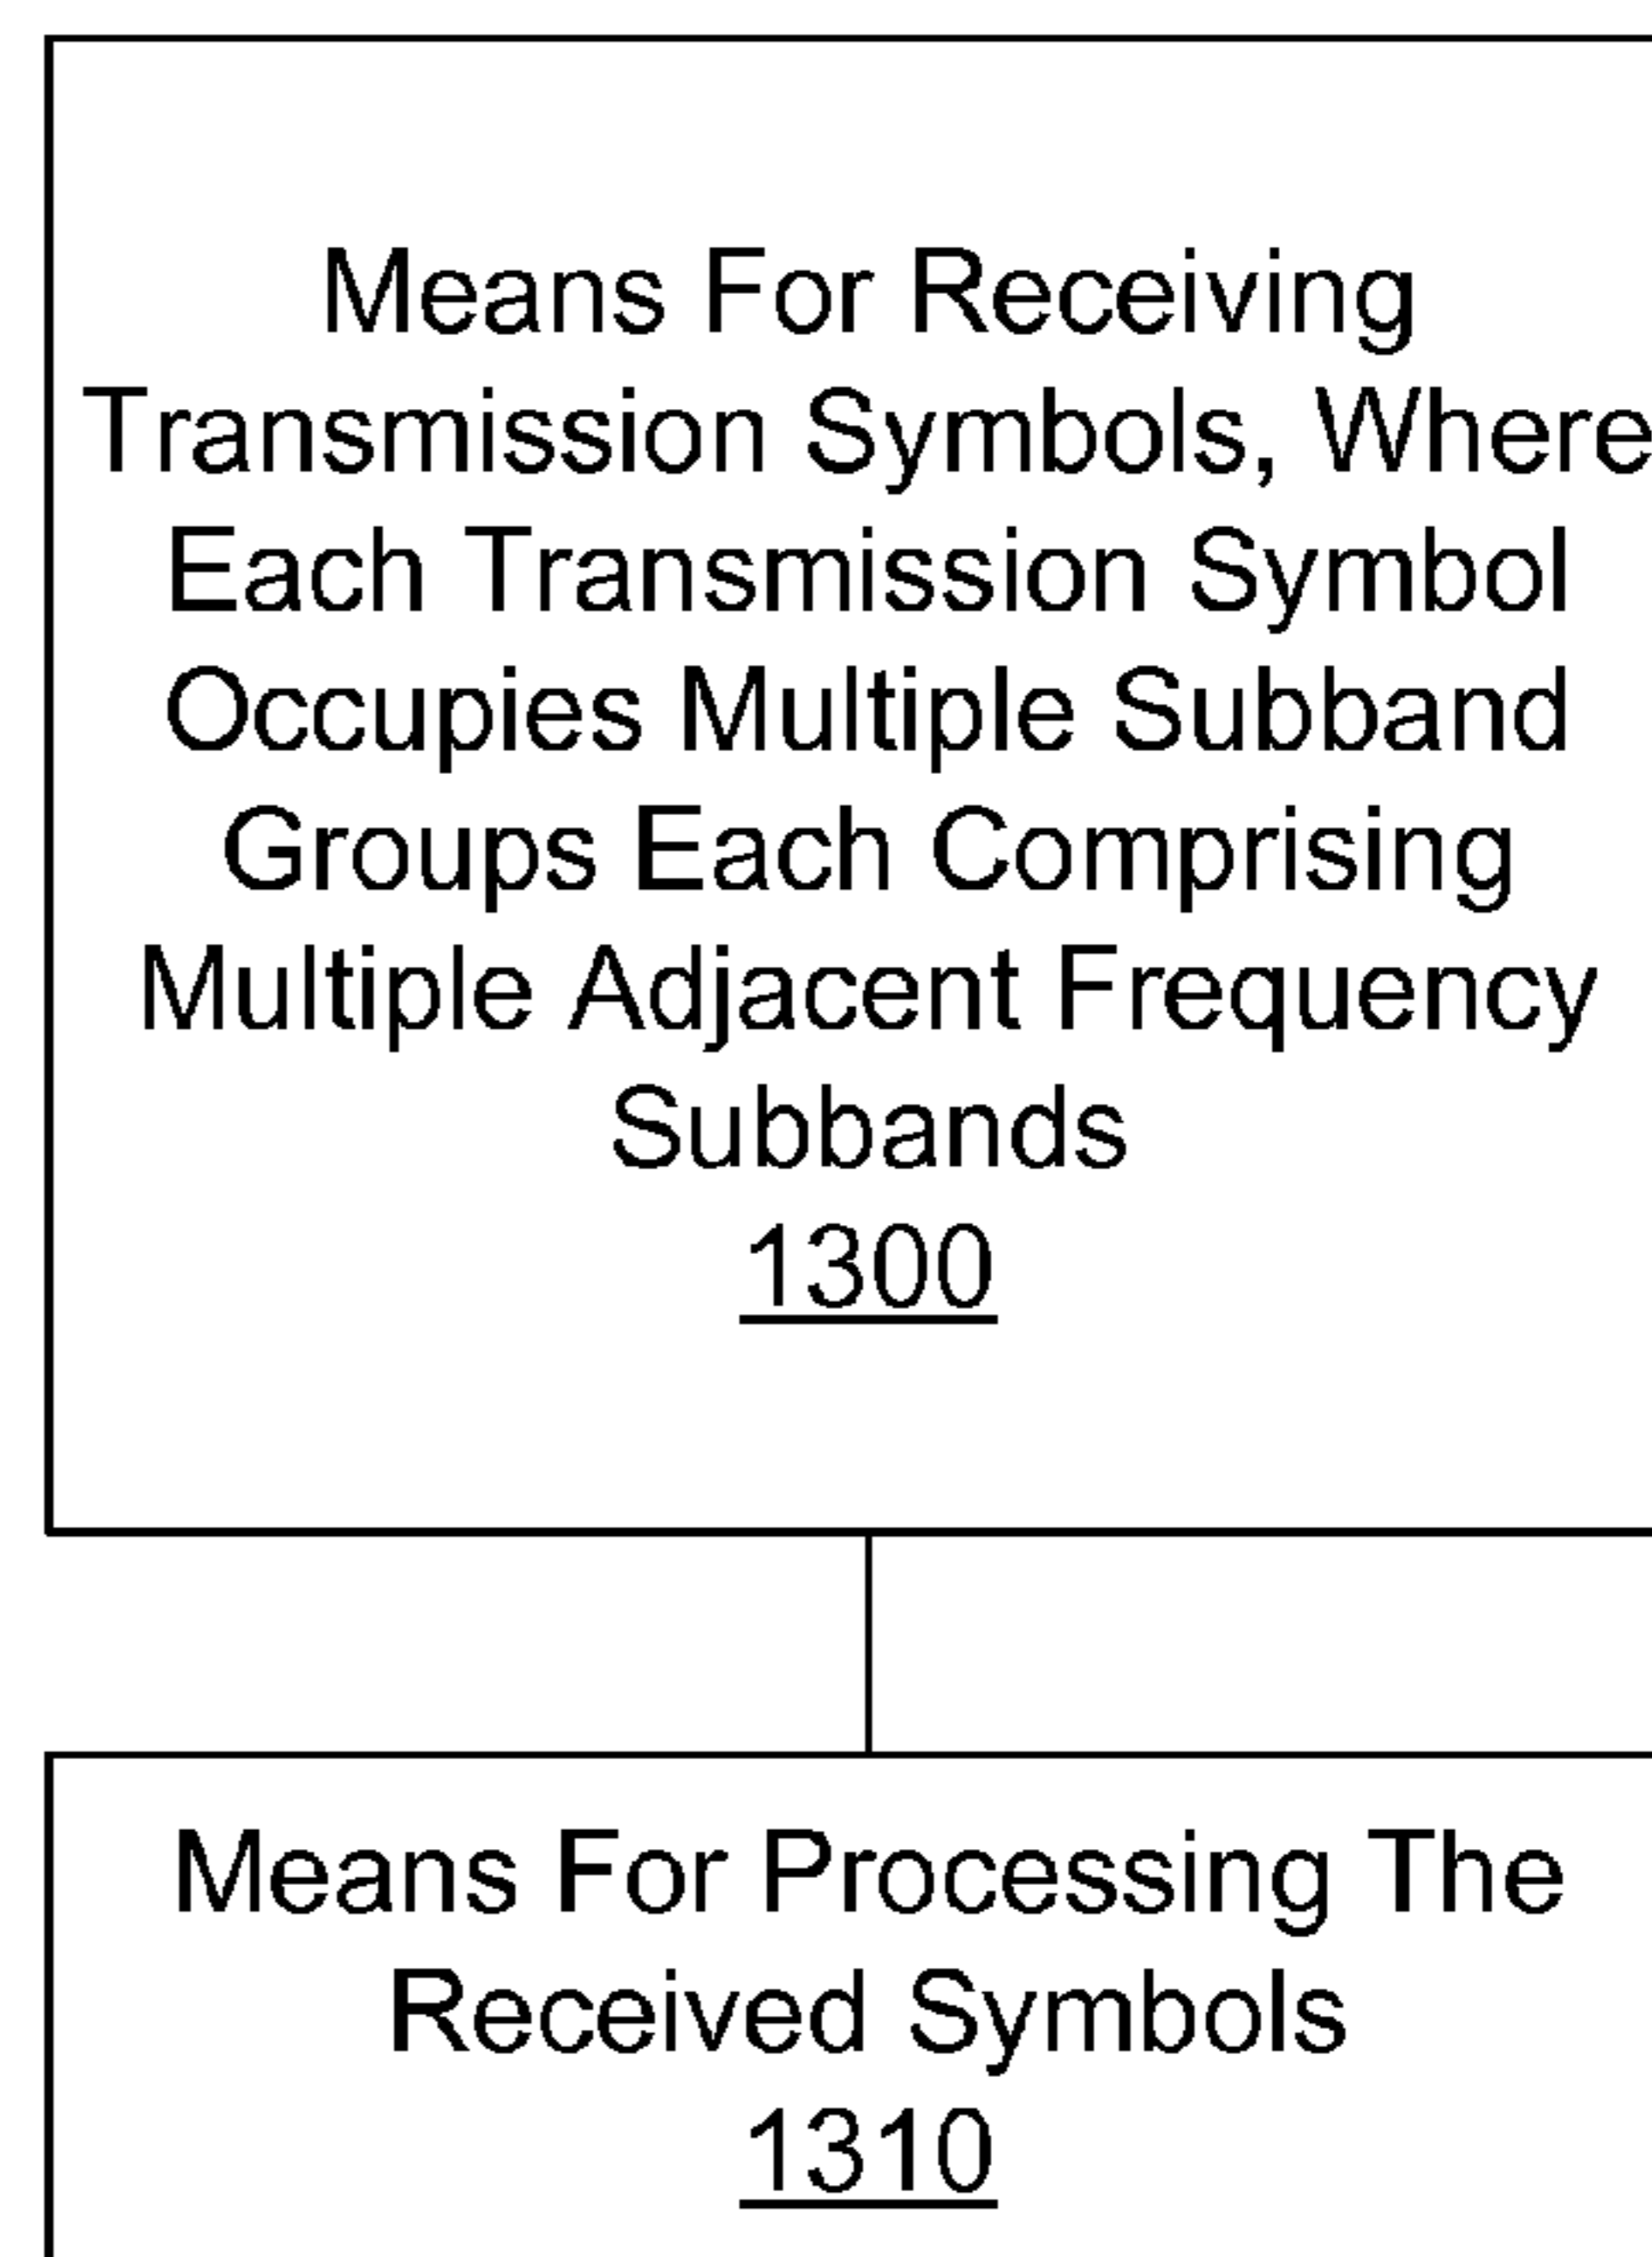 Means For Receiving
Transmission Symbols, Where
Each Transmission Symbol
Occupies Multiple Subband
Groups Each Comprising
Multiple Adjacent Frequency
Subbands
1300
Means For Processing The
Received Symbols
1310